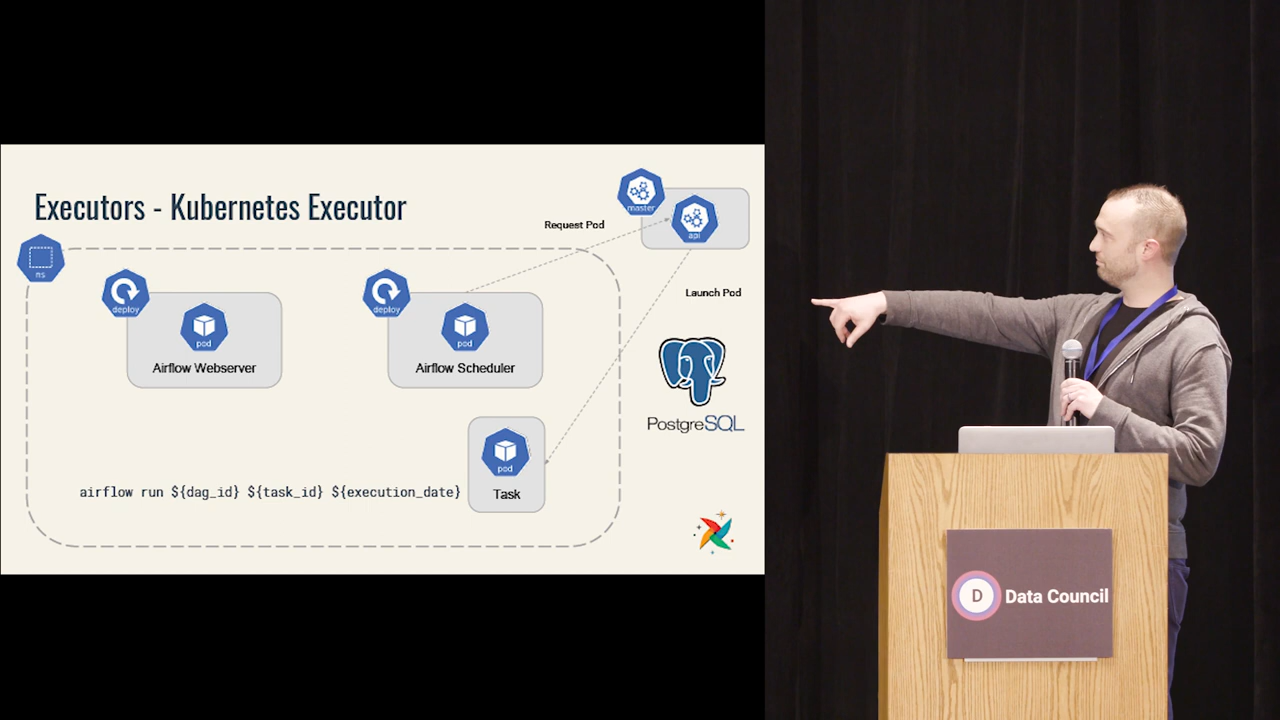 Executors - Kubernetes Executor
master
api
Request Pod
Launch Pod
ns
deploy
pod
Airflow Webserver
deploy
pod
Airflow Scheduler
PostgreSQL
airflow run ${dag_id} ${task_id} ${execution_date}
pod
Task
D Data Council